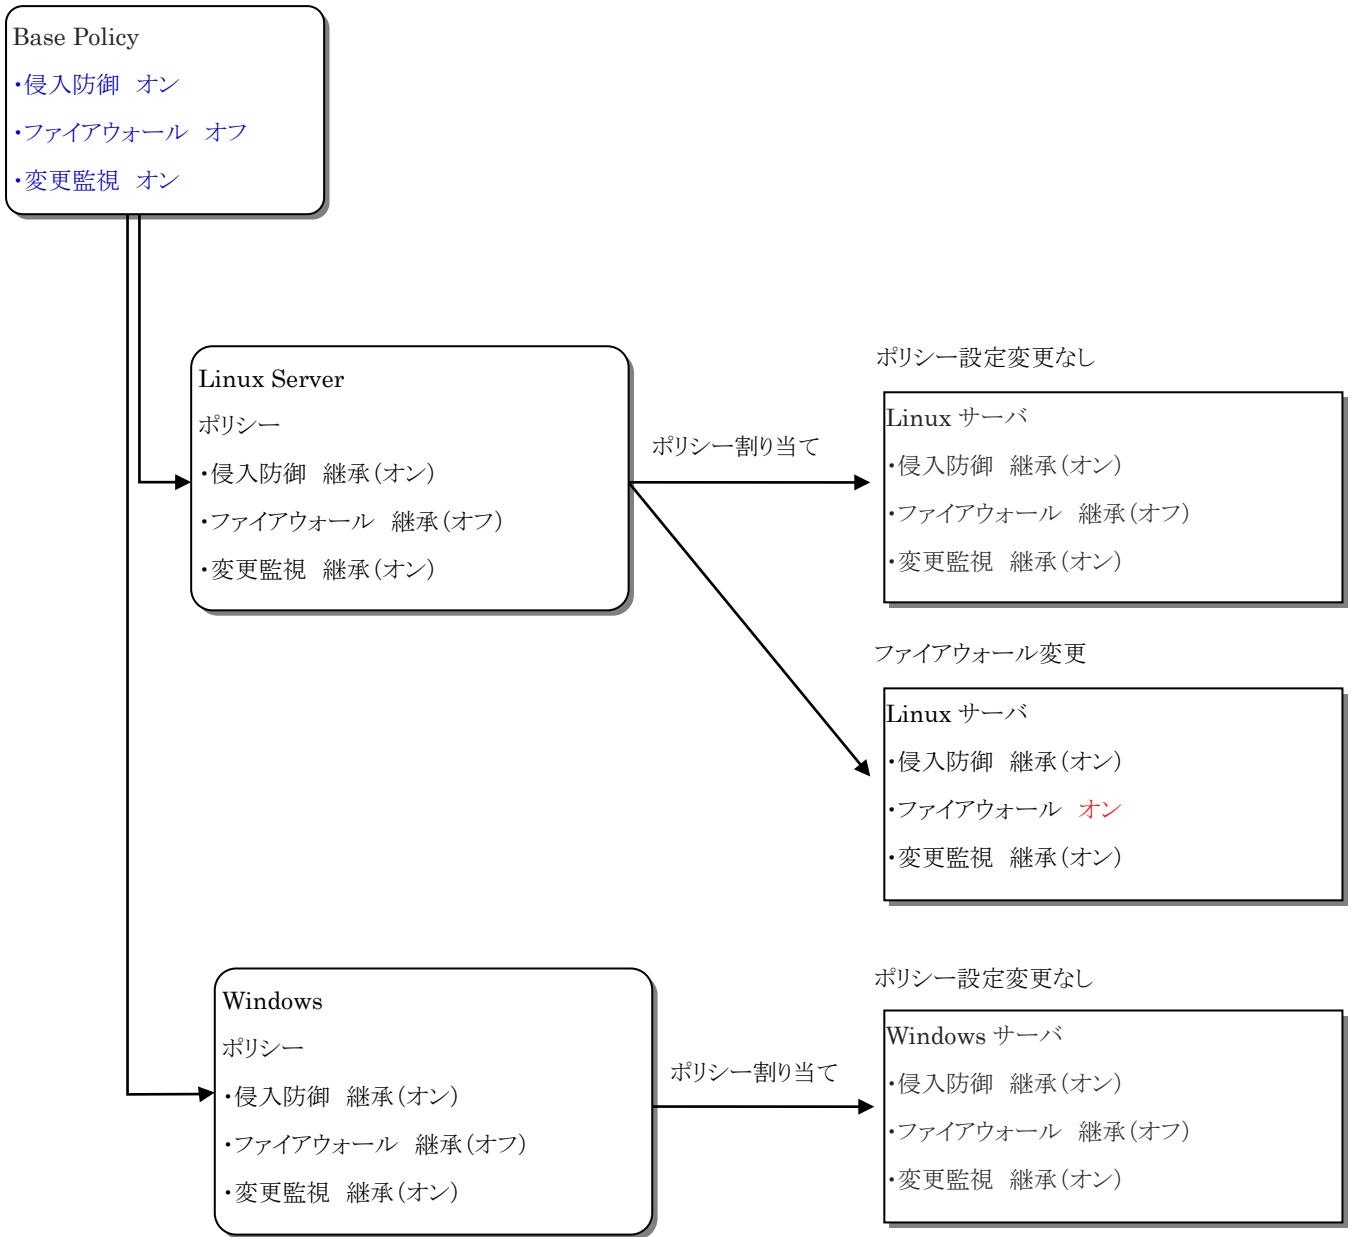 Base Policy
・侵入防御　オン
・ファイアウォール　オフ
・変更監視　オン
Linux Server
ポリシー
・侵入防御　継承（オン）
・ファイアウォール　継承（オフ）
・変更監視　継承（オン）
ポリシー割り当て
ポリシー設定変更なし
Linux サーバ
・侵入防御　継承（オン）
・ファイアウォール　継承（オフ）
・変更監視　継承（オン）
ファイアウォール変更
Linux サーバ
・侵入防御　継承（オン）
・ファイアウォール　オン
・変更監視　継承（オン）
Windows
ポリシー
・侵入防御　継承（オン）
・ファイアウォール　継承（オフ）
・変更監視　継承（オン）
ポリシー割り当て
ポリシー設定変更なし
Windows サーバ
・侵入防御　継承（オン）
・ファイアウォール　継承（オフ）
・変更監視　継承（オン）